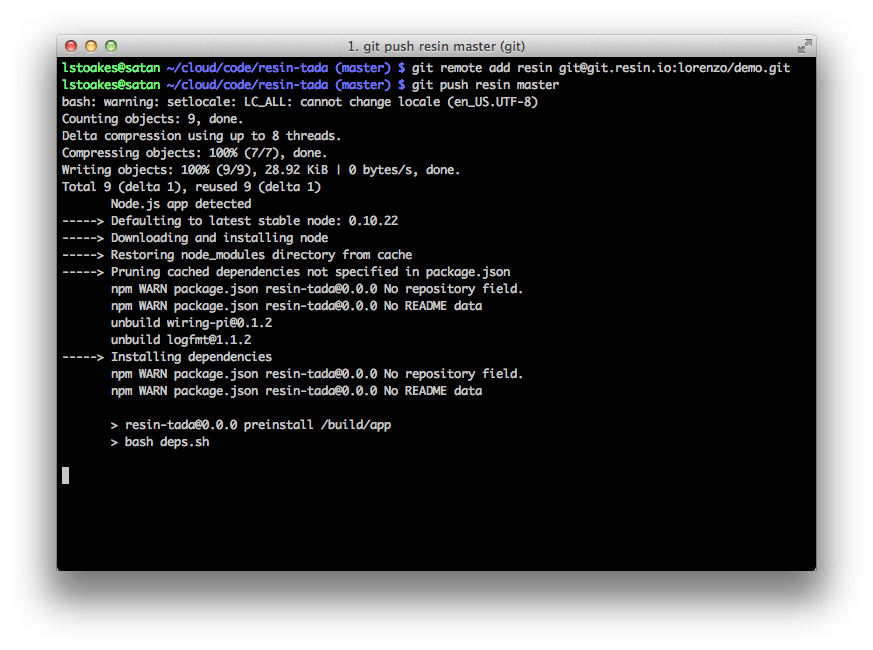 1. git push resin master (git)
lstoakes@satan ~/cloud/code/resin-tada (master) $ git remote add resin git@git.resin.io:lorenzo/demo.git
lstoakes@satan ~/cloud/code/resin-tada (master) $ git push resin master
bash: warning: setlocale: LC_ALL: cannot change locale (en_US.UTF-8)
Counting objects: 9, done.
Delta compression using up to 8 threads.
Compressing objects: 100% (7/7), done.
Writing objects: 100% (9/9), 28.92 KiB | 0 bytes/s, done.
Total 9 (delta 1), reused 9 (delta 1)
       Node.js app detected
-----> Defaulting to latest stable node: 0.10.22
-----> Downloading and installing node
-----> Restoring node_modules directory from cache
-----> Pruning cached dependencies not specified in package.json
       npm WARN package.json resin-tada@0.0.0 No repository field.
       npm WARN package.json resin-tada@0.0.0 No README data
       unbuild wiring-pi@0.1.2
       unbuild logfmt@1.1.2
-----> Installing dependencies
       npm WARN package.json resin-tada@0.0.0 No repository field.
       npm WARN package.json resin-tada@0.0.0 No README data
       > resin-tada@0.0.0 preinstall /build/app
       > bash deps.sh